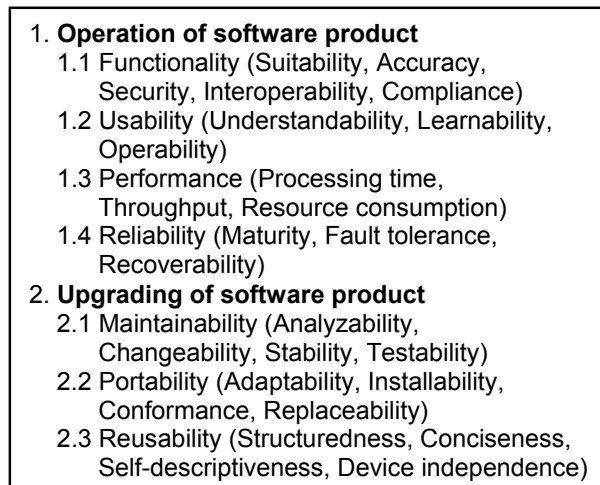 1. Operation of software product
1.1 Functionality (Suitability, Accuracy,
Security, Interoperability, Compliance)
1.2 Usability (Understandability, Learnability,
Operability)
1.3 Performance (Processing time,
Throughput, Resource consumption)
1.4 Reliability (Maturity, Fault tolerance,
Recoverability)
2. Upgrading of software product
2.1 Maintainability (Analyzability,
Changeability, Stability, Testability)
2.2 Portability (Adaptability, Installability,
Conformance, Replaceability)
2.3 Reusability (Structuredness, Conciseness,
Self-descriptiveness, Device independence)